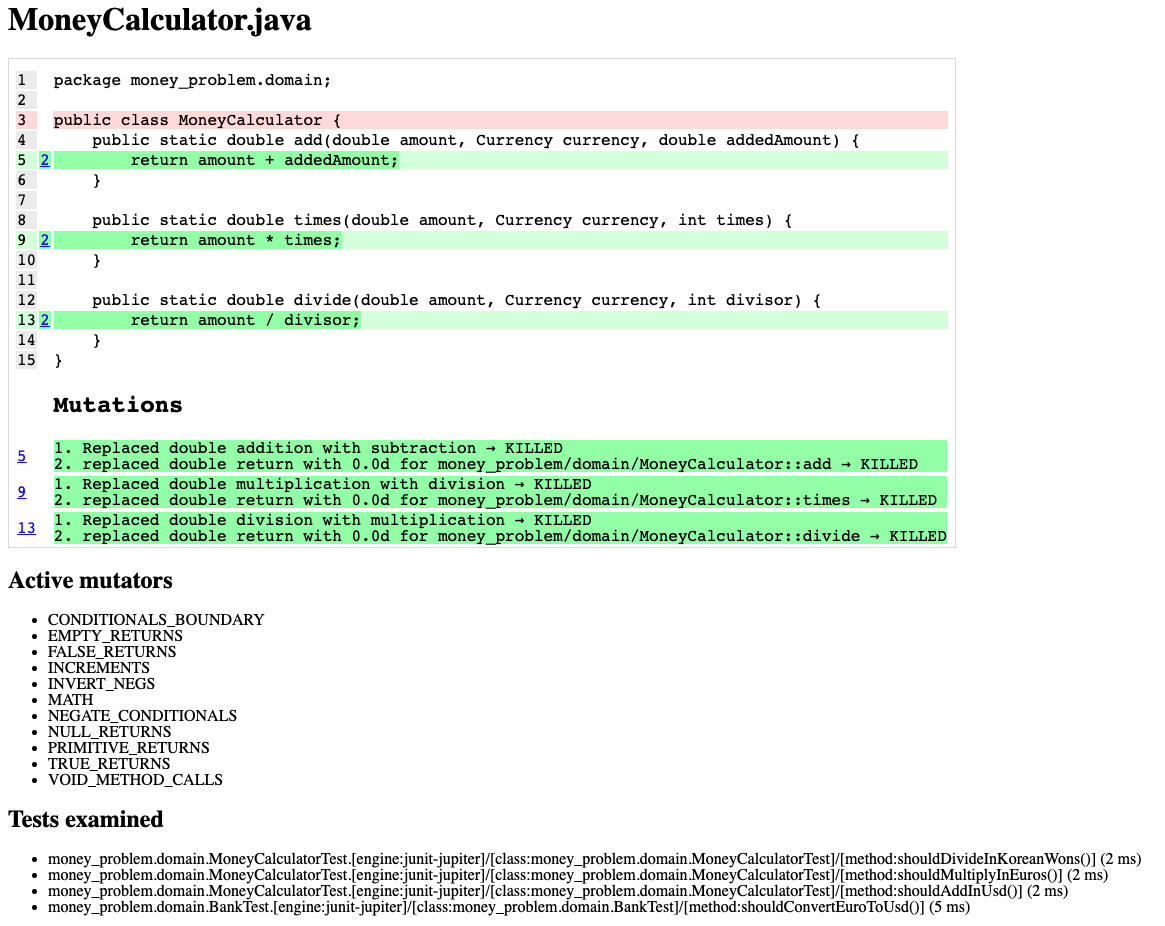 MoneyCalculator.java
1 package money_problem.domain;
2
3 public class MoneyCalculator {
4     public static double add(double amount, Currency currency, double addedAmount) {
5 2         return amount + addedAmount;
6     }
7
8     public static double times(double amount, Currency currency, int times) {
9 2         return amount * times;
10     }
11
12     public static double divide(double amount, Currency currency, int divisor) {
13 2         return amount / divisor;
14     }
15 }
Mutations
5
1. Replaced double addition with subtraction → KILLED
2. replaced double return with 0.0d for money_problem/domain/MoneyCalculator::add → KILLED
9
1. Replaced double multiplication with division → KILLED
2. replaced double return with 0.0d for money_problem/domain/MoneyCalculator::times → KILLED
13
1. Replaced double division with multiplication → KILLED
2. replaced double return with 0.0d for money_problem/domain/MoneyCalculator::divide → KILLED
Active mutators
• CONDITIONALS_BOUNDARY
• EMPTY_RETURNS
• FALSE_RETURNS
• INCREMENTS
• INVERT_NEGS
• MATH
• NEGATE_CONDITIONALS
• NULL_RETURNS
• PRIMITIVE_RETURNS
• TRUE_RETURNS
• VOID_METHOD_CALLS
Tests examined
• money_problem.domain.MoneyCalculatorTest.[engine:junit-jupiter]/[class:money_problem.domain.MoneyCalculatorTest]/[method:shouldDivideInKoreanWons()] (2 ms)
• money_problem.domain.MoneyCalculatorTest.[engine:junit-jupiter]/[class:money_problem.domain.MoneyCalculatorTest]/[method:shouldMultiplyInEuros()] (2 ms)
• money_problem.domain.MoneyCalculatorTest.[engine:junit-jupiter]/[class:money_problem.domain.MoneyCalculatorTest]/[method:shouldAddInUsd()] (2 ms)
• money_problem.domain.BankTest.[engine:junit-jupiter]/[class:money_problem.domain.BankTest]/[method:shouldConvertEuroToUsd()] (5 ms)